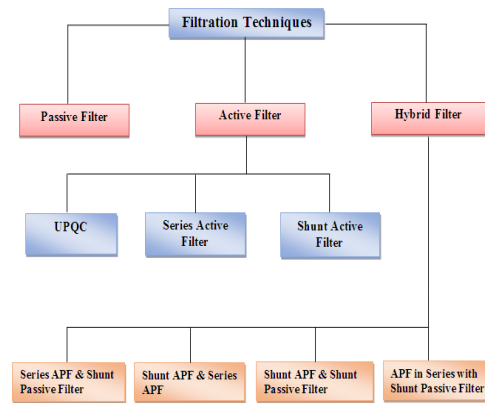 Filtration Techniques
Passive Filter
Active Filter
Hybrid Filter
UPQC
Series Active
Filter
Shunt Active
Filter
Series APF & Shunt
Passive Filter
Shunt APF & Series
APF
Shunt APF & Shunt
Passive Filter
APF in Series with
Shunt Passive Filter